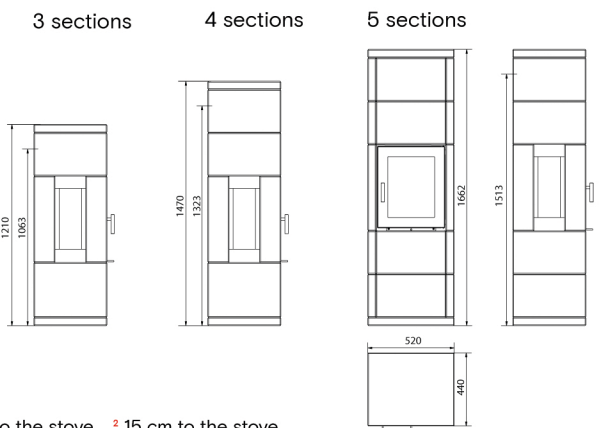 3 sections
4 sections
5 sections
1210
1063
1470
1323
1662
1513
520
440
to the stove ² 15 cm to the stove